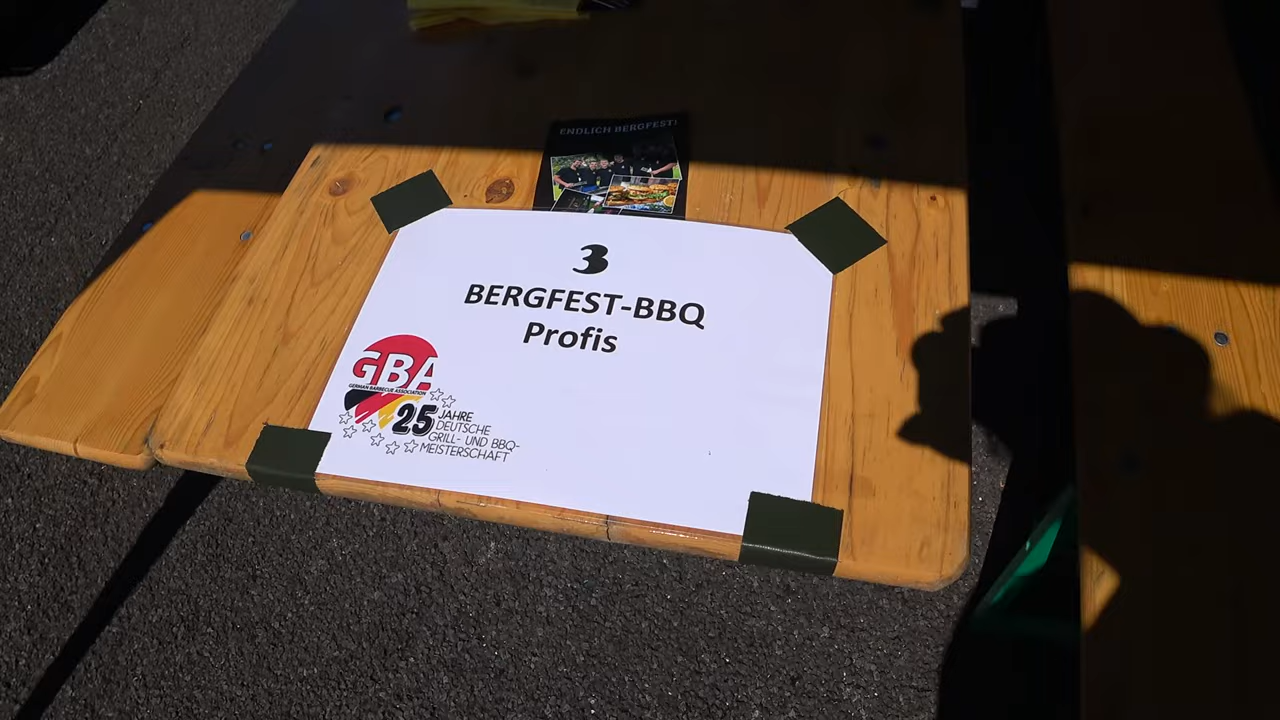 ENDLICH BERGFEST!
3
BERGFEST-BBQ
Profis
GBA
GERMAN BARBECUE ASSOCIATION
25 JAHRE
DEUTSCHE
GRILL- UND BBQ-
MEISTERSCHAFT